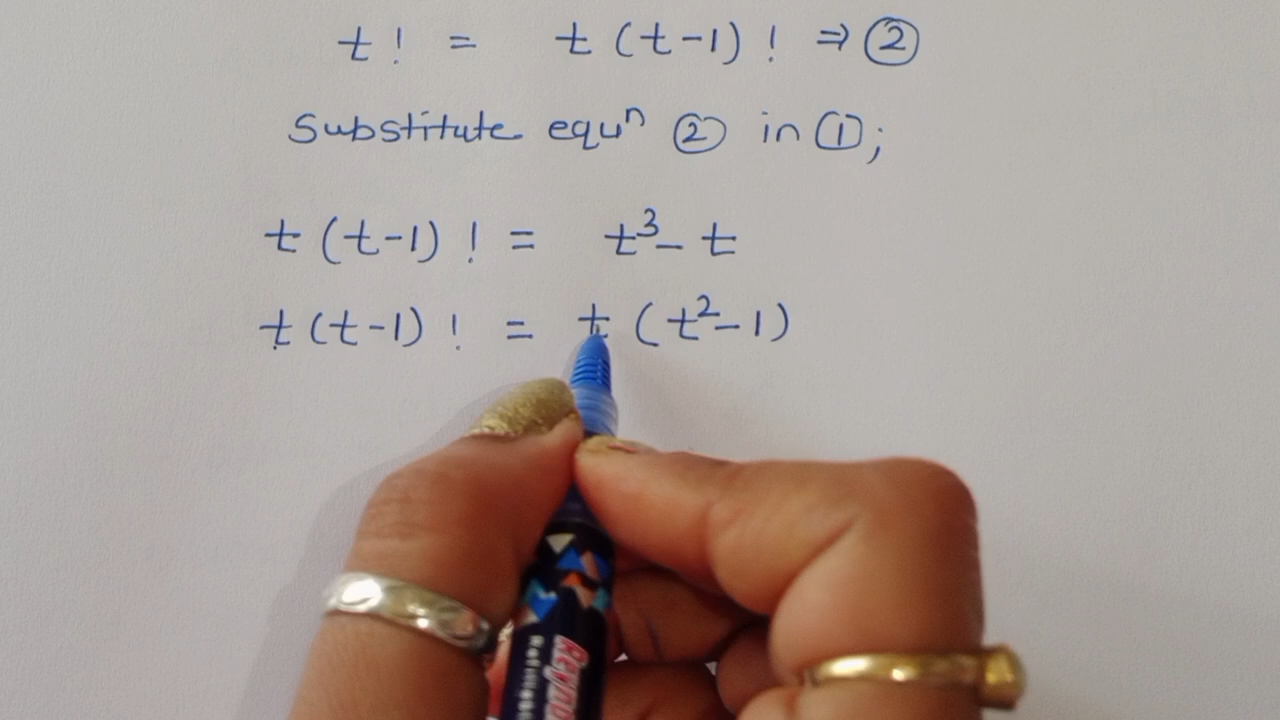 t! = t(t-1)! ⇒ ②
Substitute equⁿ ② in ①;
t(t-1)! = t³- t
t(t-1)! = t(t²-1)